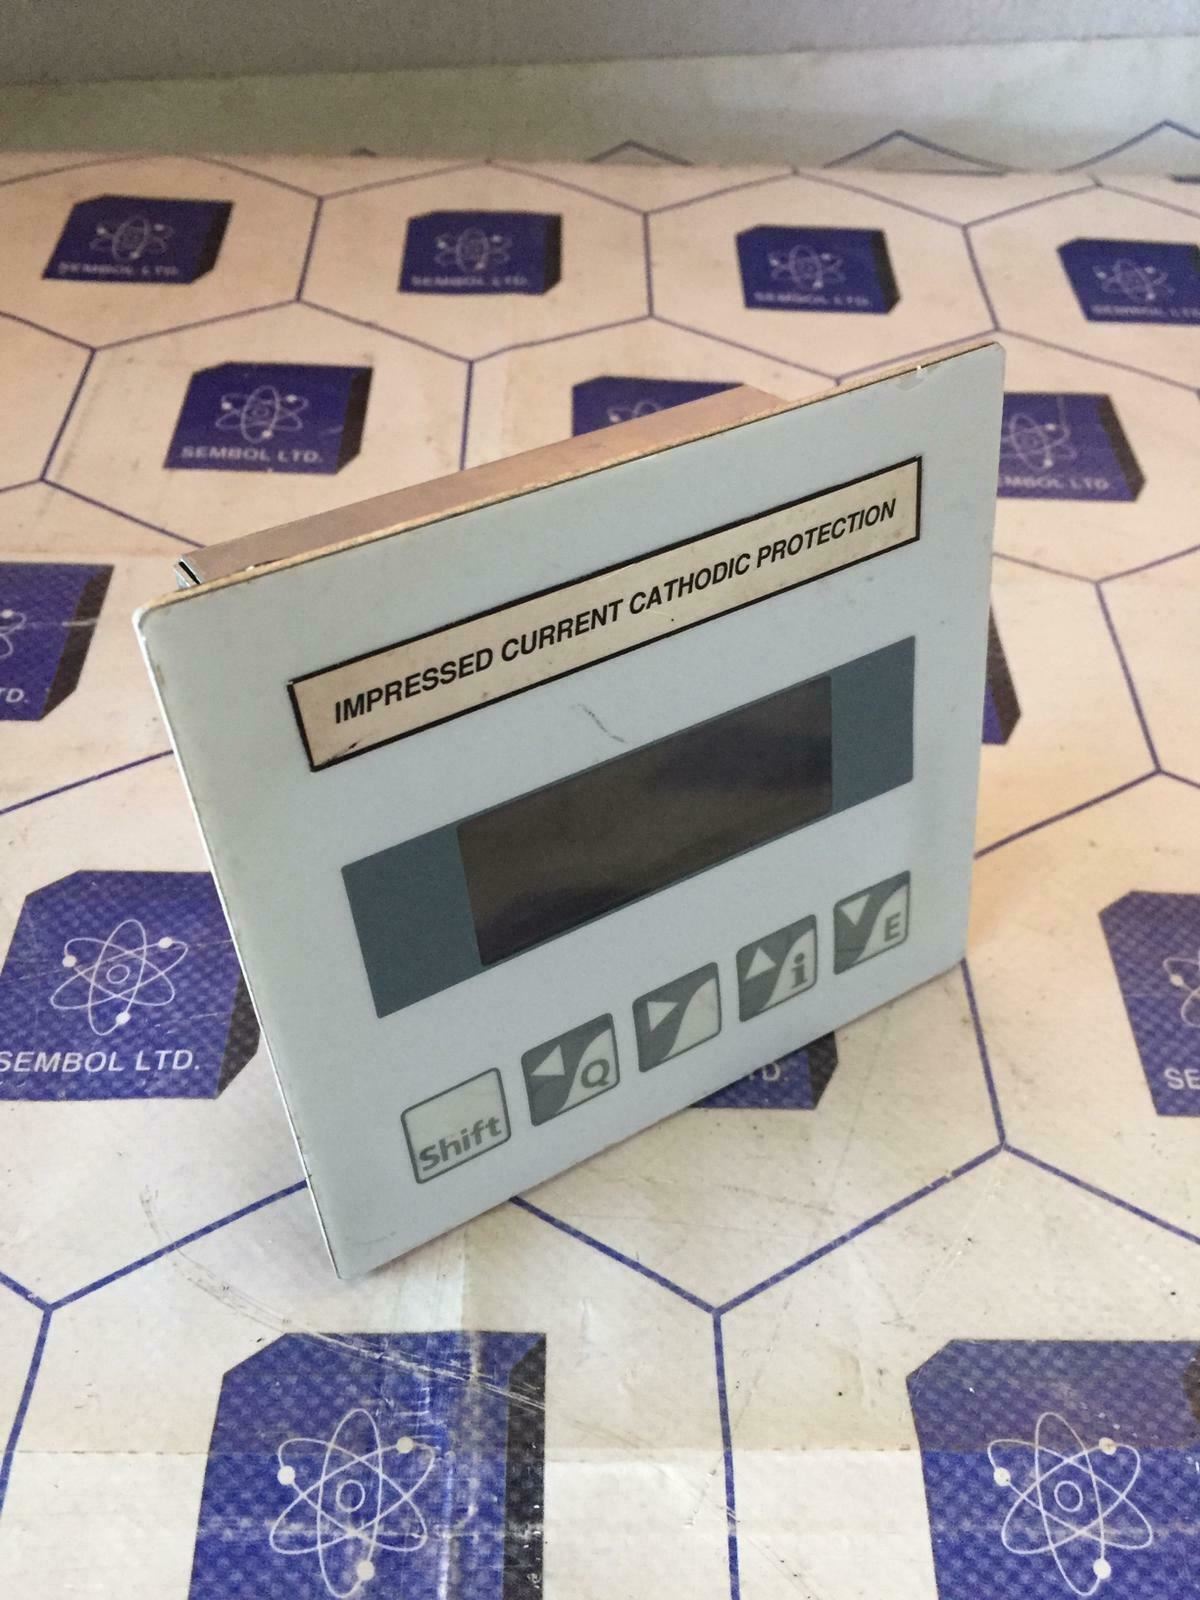 SEMBOL LTD.
SEMBOL LTD.
SEMBOL LTD.
SEMBOL LTD.
IMPRESSED CURRENT CATHODIC PROTECTION
Shift
Q
i
E
SEMBOL LTD.